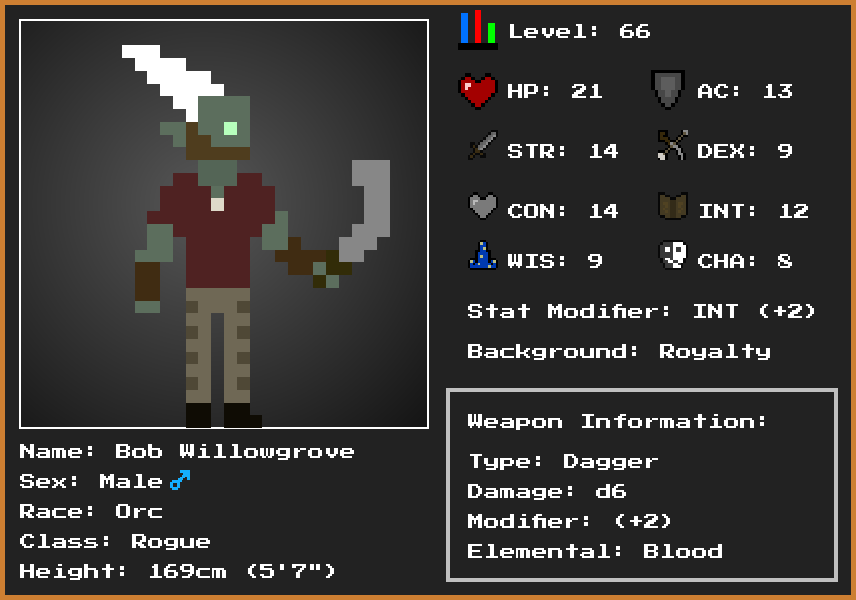 Level: 66
HP: 21
AC: 13
STR: 14
DEX: 9
CON: 14
INT: 12
WIS: 9
CHA: 8
Stat Modifier: INT (+2)
Background: Royalty
Weapon Information:
Type: Dagger
Damage: d6
Modifier: (+2)
Elemental: Blood
Name: Bob Willowgrove
Sex: Male ♂
Race: Orc
Class: Rogue
Height: 169cm (5'7")